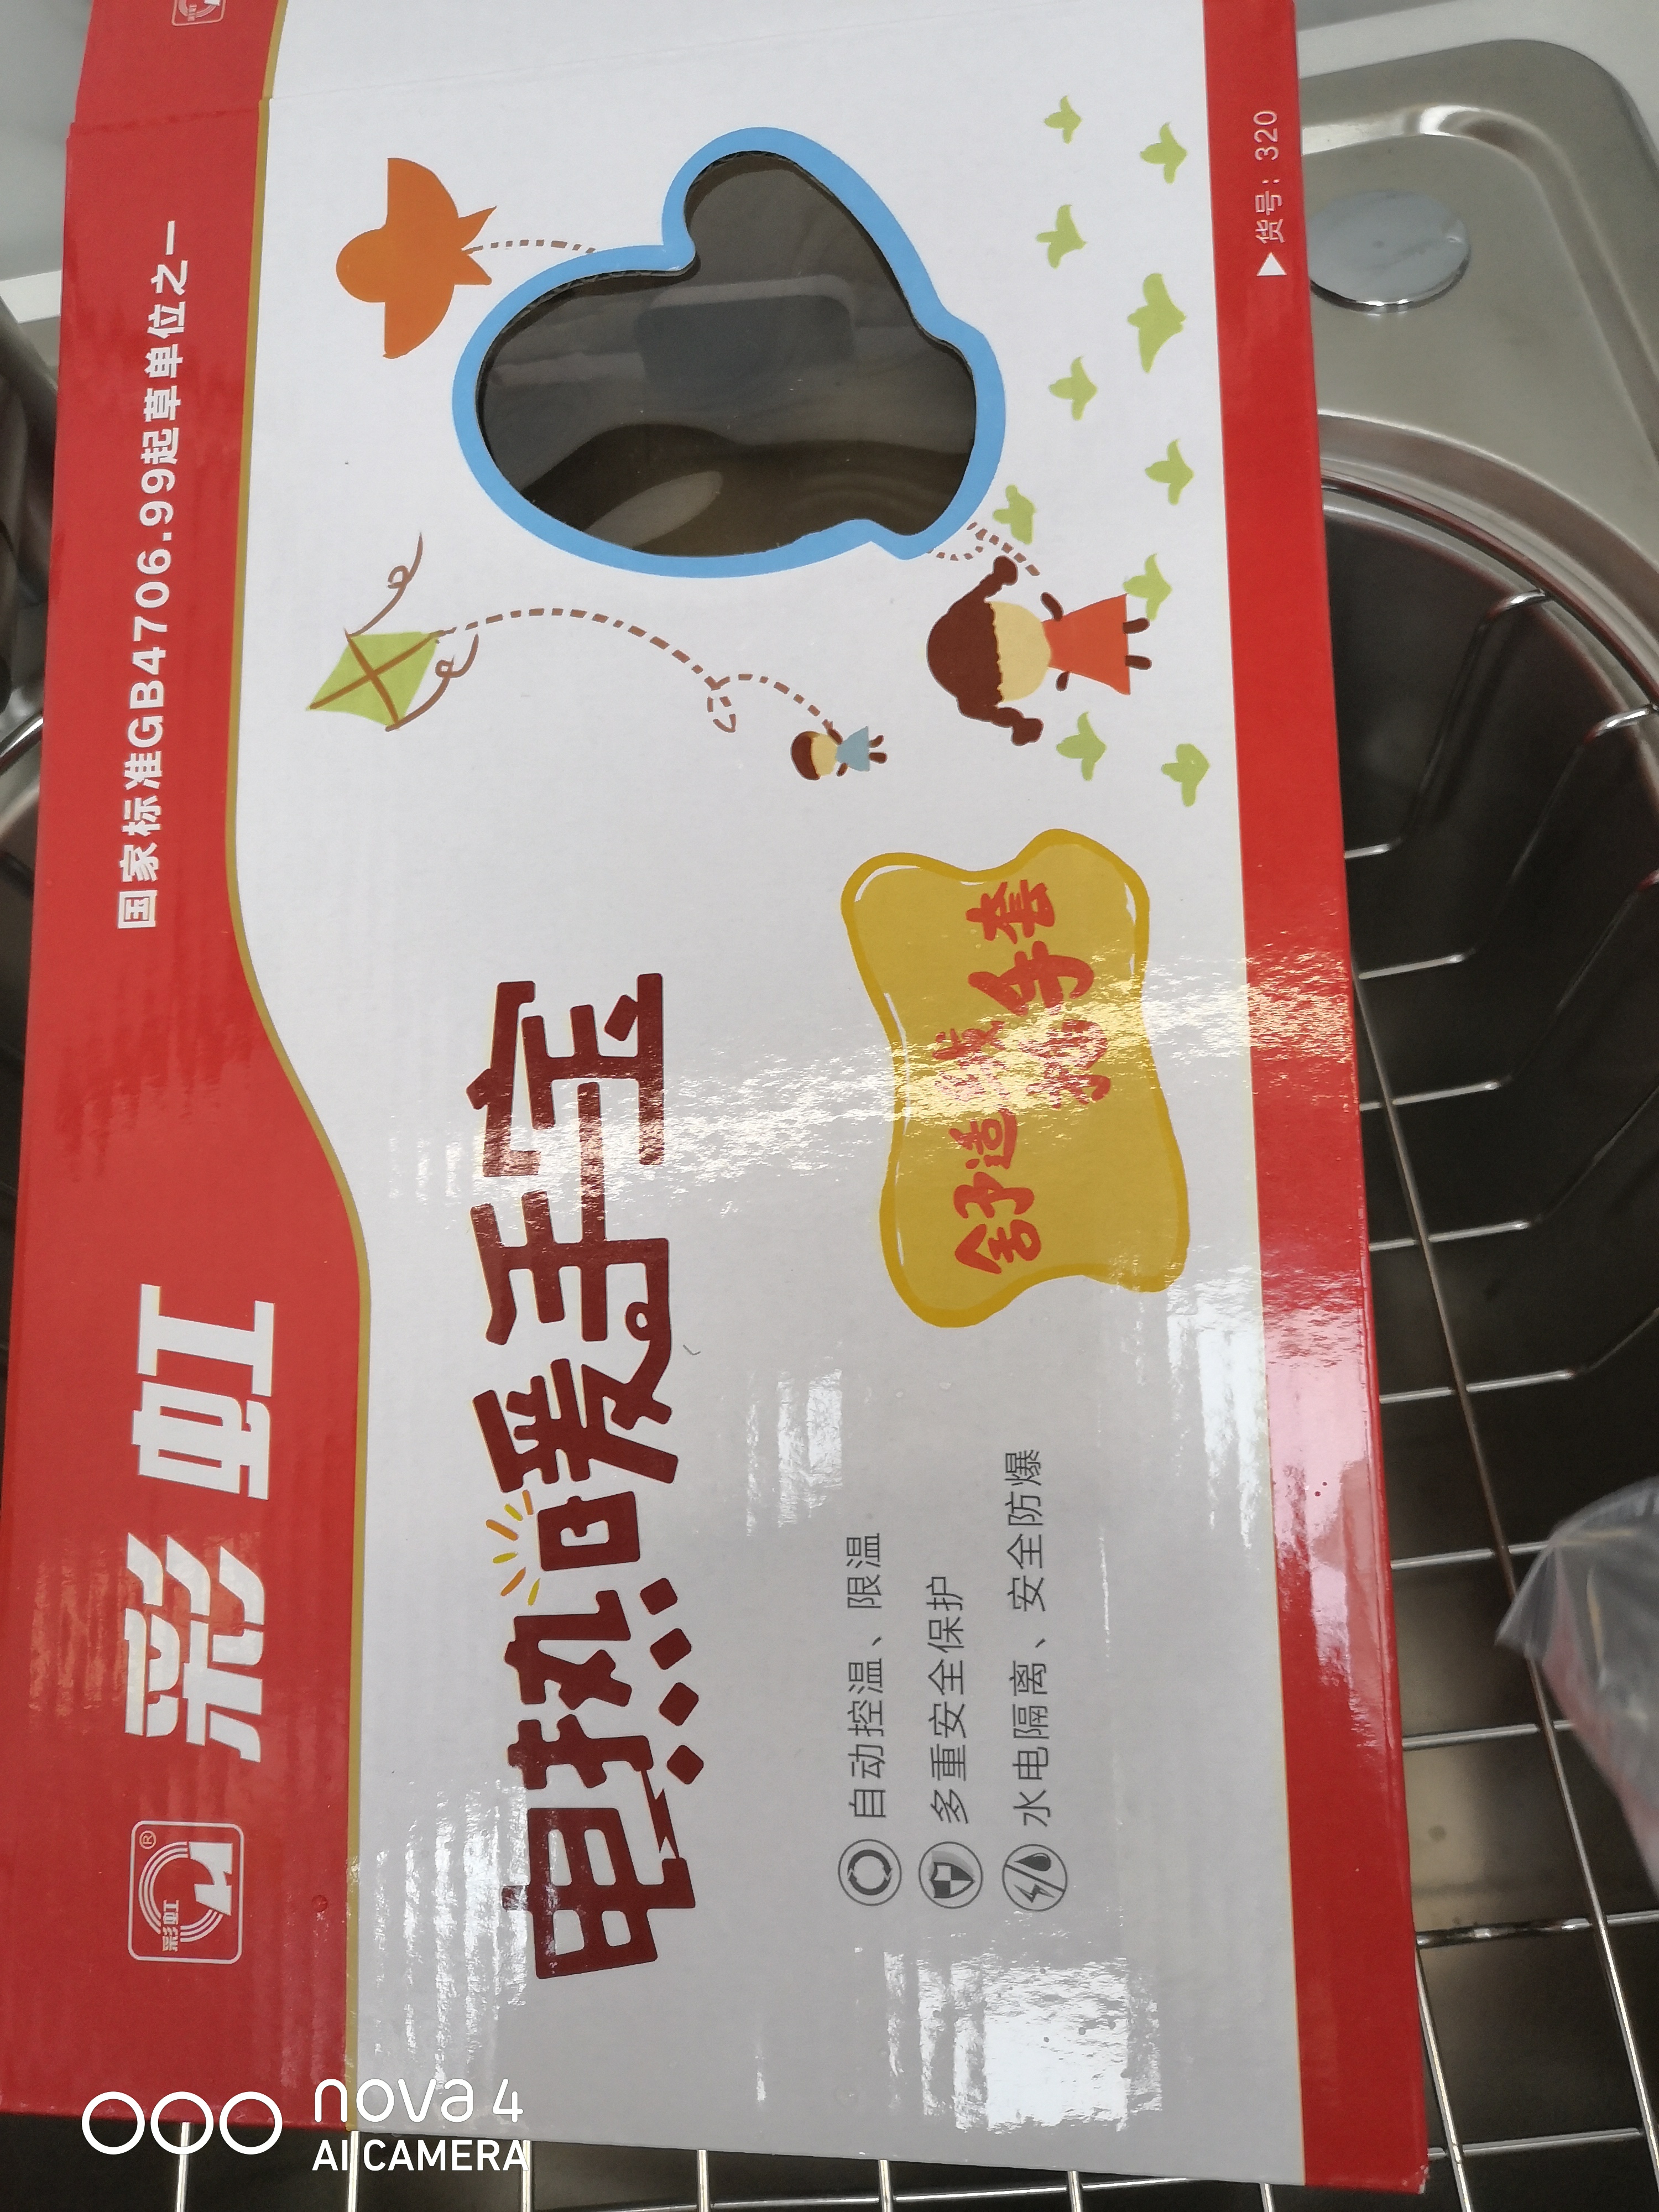 彩虹
®
彩虹
国家标准GB4706.99起草单位之一
电热暖手宝
舒适绒
抱手套
自动控温、限温
多重安全保护
水电隔离、安全防爆
货号:320
nova 4
AI CAMERA